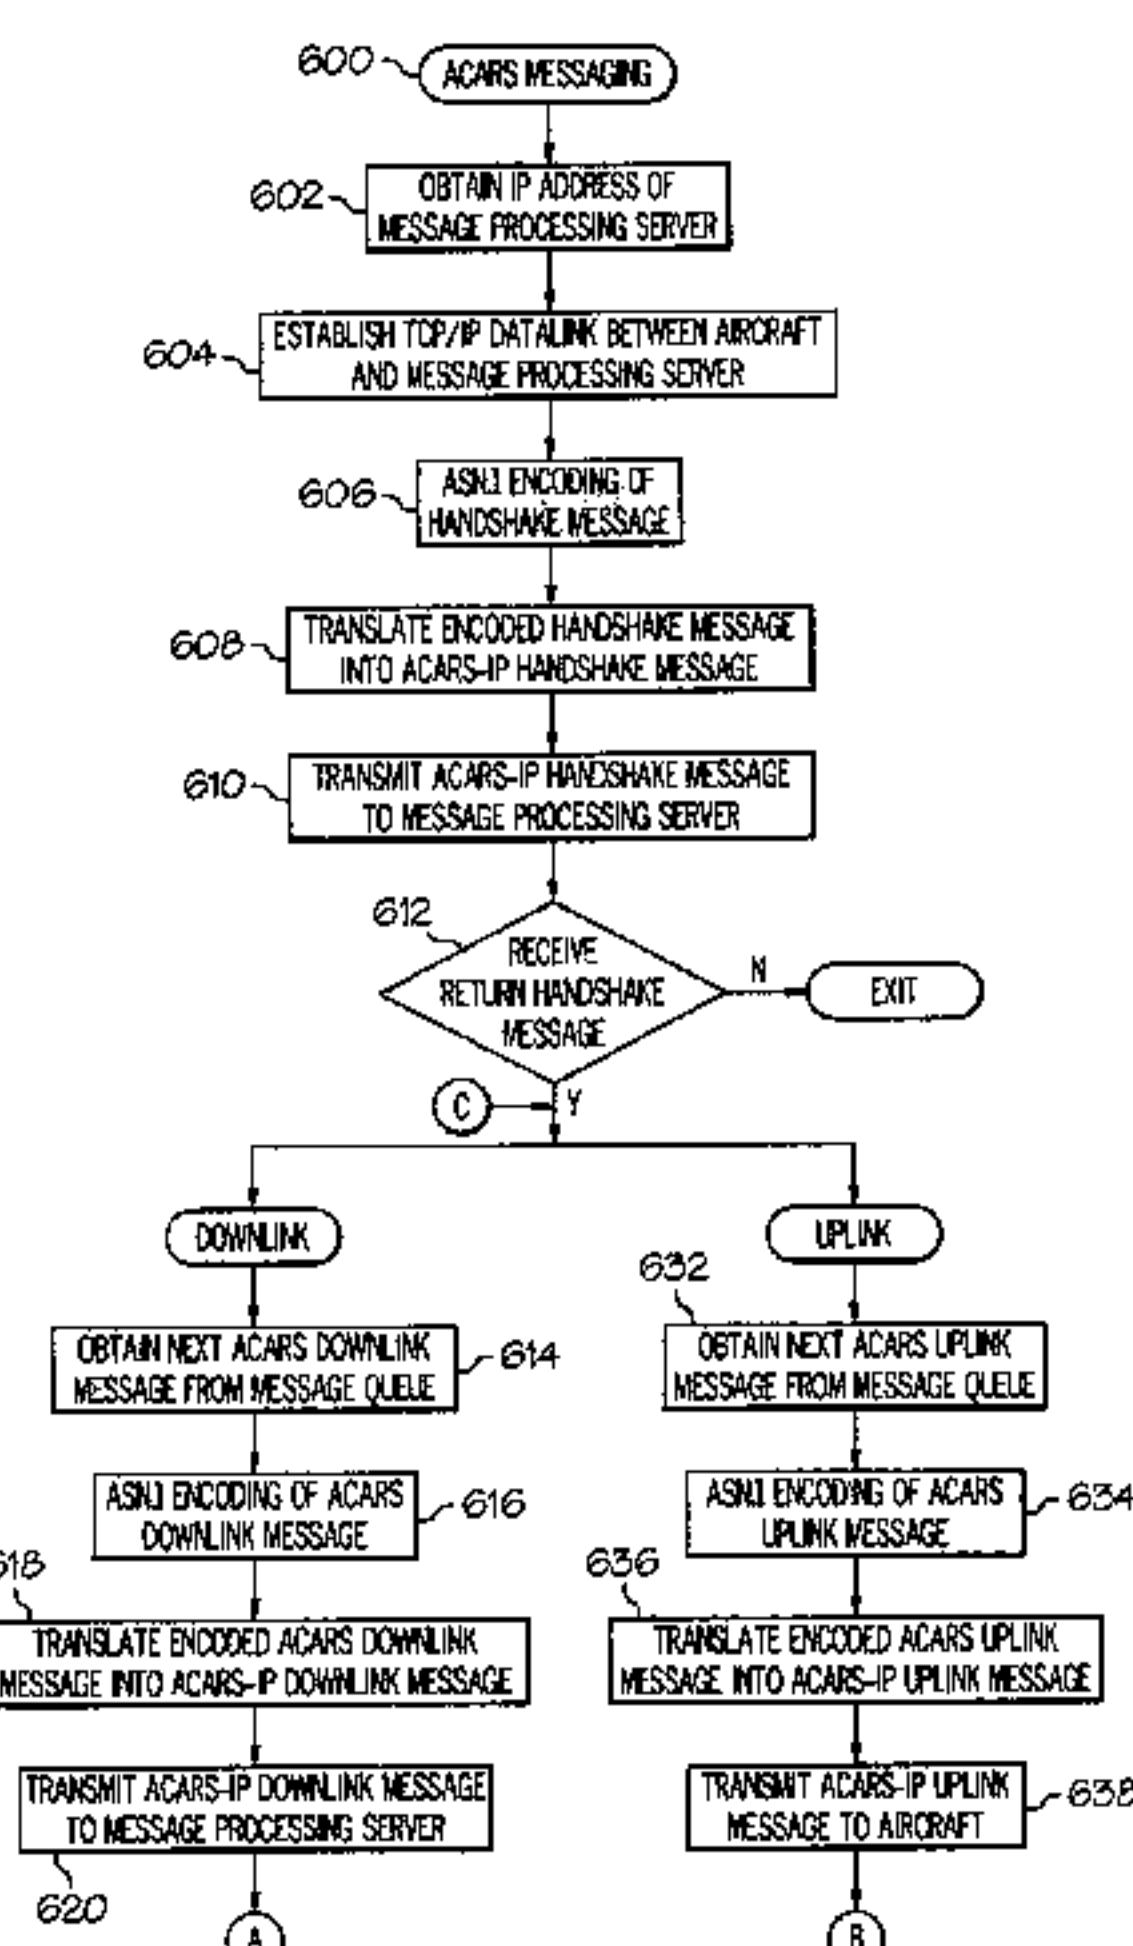 600
ACARS MESSAGING
602
OBTAIN IP ADDRESS OF
MESSAGE PROCESSING SERVER
604
ESTABLISH TCP/IP DATALINK BETWEEN AIRCRAFT
AND MESSAGE PROCESSING SERVER
606
ASN.1 ENCODING OF
HANDSHAKE MESSAGE
608
TRANSLATE ENCODED HANDSHAKE MESSAGE
INTO ACARS-IP HANDSHAKE MESSAGE
610
TRANSMIT ACARS-IP HANDSHAKE MESSAGE
TO MESSAGE PROCESSING SERVER
612
RECEIVE
RETURN HANDSHAKE
MESSAGE
N
EXIT
C
Y
DOWNLINK
UPLINK
632
OBTAIN NEXT ACARS DOWNLINK
MESSAGE FROM MESSAGE QUEUE
614
OBTAIN NEXT ACARS UPLINK
MESSAGE FROM MESSAGE QUEUE
ASN.1 ENCODING OF ACARS
DOWNLINK MESSAGE
616
ASN.1 ENCODING OF ACARS
UPLINK MESSAGE
634
618
TRANSLATE ENCODED ACARS DOWNLINK
MESSAGE INTO ACARS-IP DOWNLINK MESSAGE
636
TRANSLATE ENCODED ACARS UPLINK
MESSAGE INTO ACARS-IP UPLINK MESSAGE
TRANSMIT ACARS-IP DOWNLINK MESSAGE
TO MESSAGE PROCESSING SERVER
620
TRANSMIT ACARS-IP UPLINK
MESSAGE TO AIRCRAFT
638
A
B